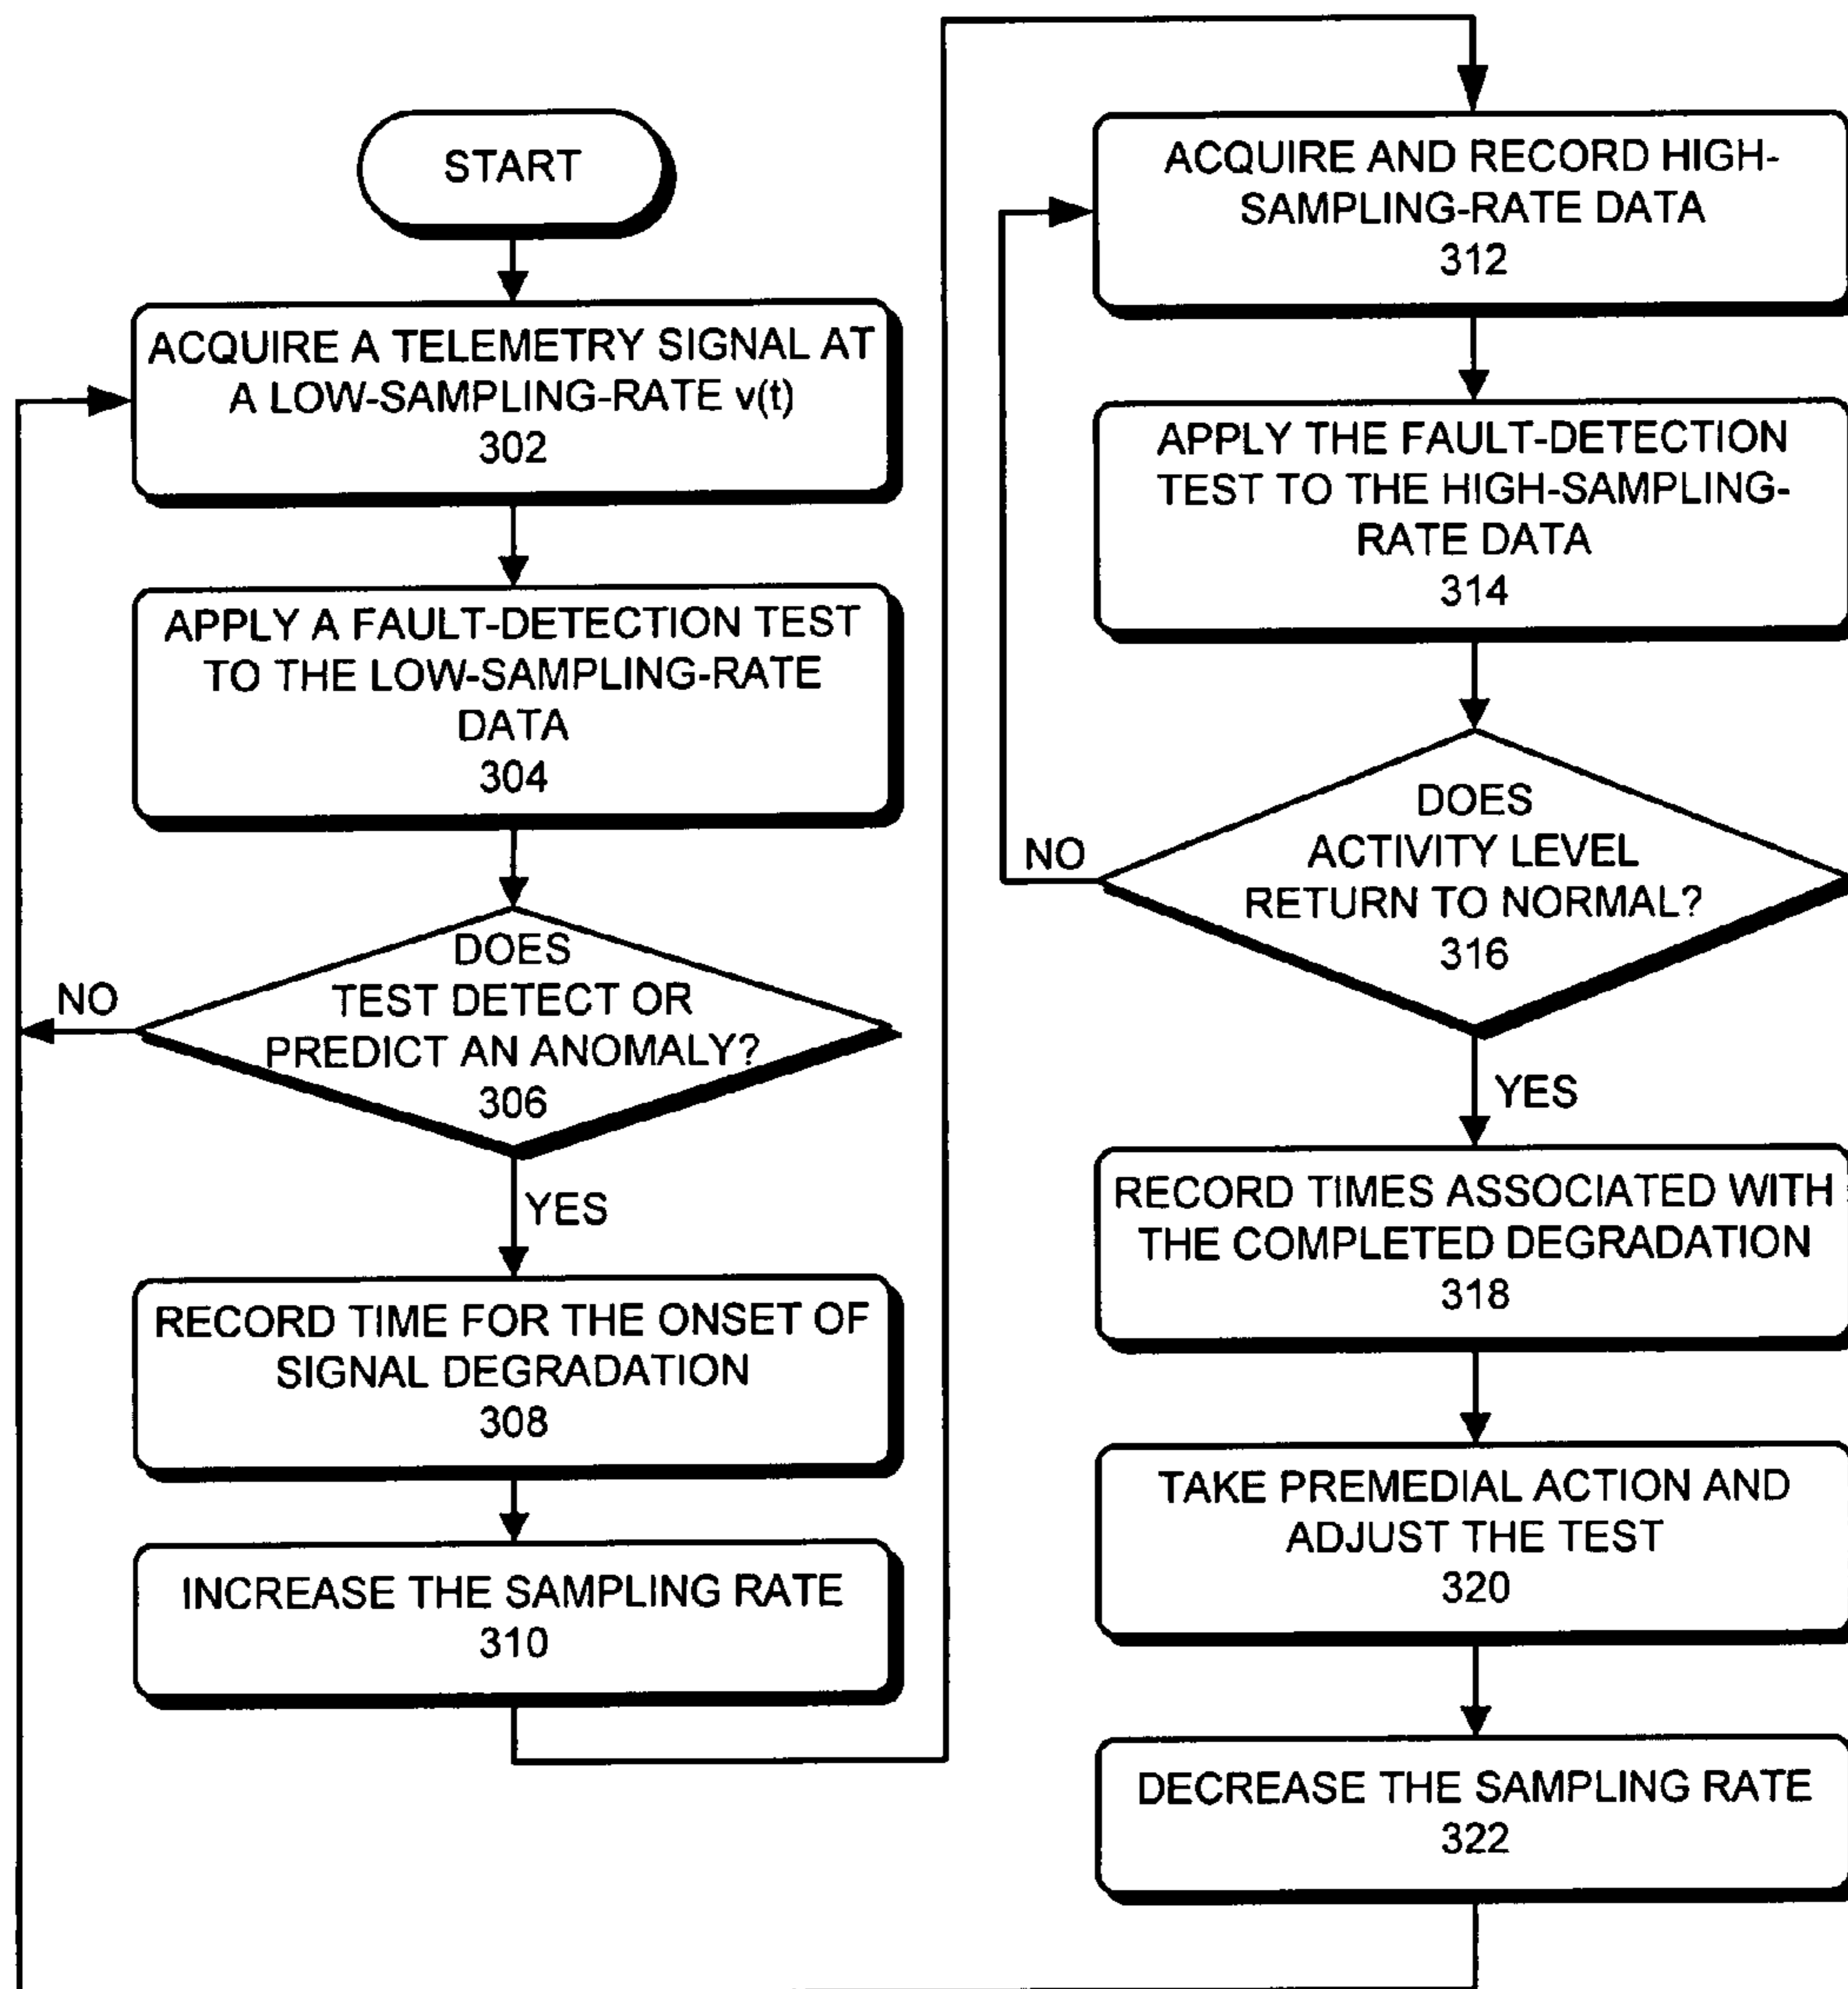 START
ACQUIRE A TELEMETRY SIGNAL AT
A LOW-SAMPLING-RATE v(t)
302
APPLY A FAULT-DETECTION TEST
TO THE LOW-SAMPLING-RATE
DATA
304
DOES
TEST DETECT OR
PREDICT AN ANOMALY?
306
NO
YES
RECORD TIME FOR THE ONSET OF
SIGNAL DEGRADATION
308
INCREASE THE SAMPLING RATE
310
ACQUIRE AND RECORD HIGH-
SAMPLING-RATE DATA
312
APPLY THE FAULT-DETECTION
TEST TO THE HIGH-SAMPLING-
RATE DATA
314
DOES
ACTIVITY LEVEL
RETURN TO NORMAL?
316
NO
YES
RECORD TIMES ASSOCIATED WITH
THE COMPLETED DEGRADATION
318
TAKE PREMEDIAL ACTION AND
ADJUST THE TEST
320
DECREASE THE SAMPLING RATE
322